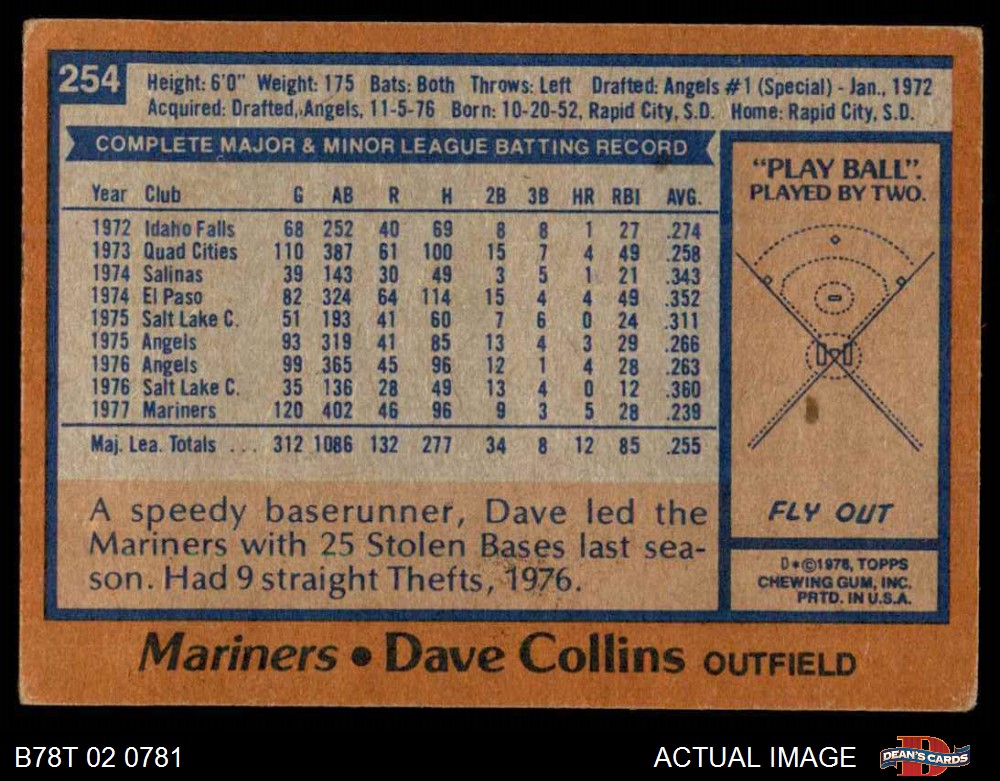 254
Height: 6'0" Weight: 175 Bats: Both Throws: Left Drafted: Angels #1 (Special) - Jan., 1972
Acquired: Drafted, Angels, 11-5-76 Born: 10-20-52, Rapid City, S.D. Home: Rapid City, S.D.
COMPLETE MAJOR & MINOR LEAGUE BATTING RECORD
Year Club G AB R H 2B 3B HR RBI AVG.
1972 Idaho Falls 68 252 40 69 8 8 1 27 .274
1973 Quad Cities 110 387 61 100 15 7 4 49 .258
1974 Salinas 39 143 30 49 3 5 1 21 .343
1974 El Paso 82 324 64 114 15 4 4 49 .352
1975 Salt Lake C. 51 193 41 60 7 6 0 24 .311
1975 Angels 93 319 41 85 13 4 3 29 .266
1976 Angels 99 365 45 96 12 1 4 28 .263
1976 Salt Lake C. 35 136 28 49 13 4 0 12 .360
1977 Mariners 120 402 46 96 9 3 5 28 .239
Maj. Lea. Totals ... 312 1086 132 277 34 8 12 85 .255
A speedy baserunner, Dave led the
Mariners with 25 Stolen Bases last sea-
son. Had 9 straight Thefts, 1976.
"PLAY BALL".
PLAYED BY TWO.
FLY OUT
D*©1978, TOPPS
CHEWING GUM, INC.
PRTD. IN U.S.A.
Mariners • Dave Collins OUTFIELD
B78T 02 0781
ACTUAL IMAGE
D
DEAN'S CARDS